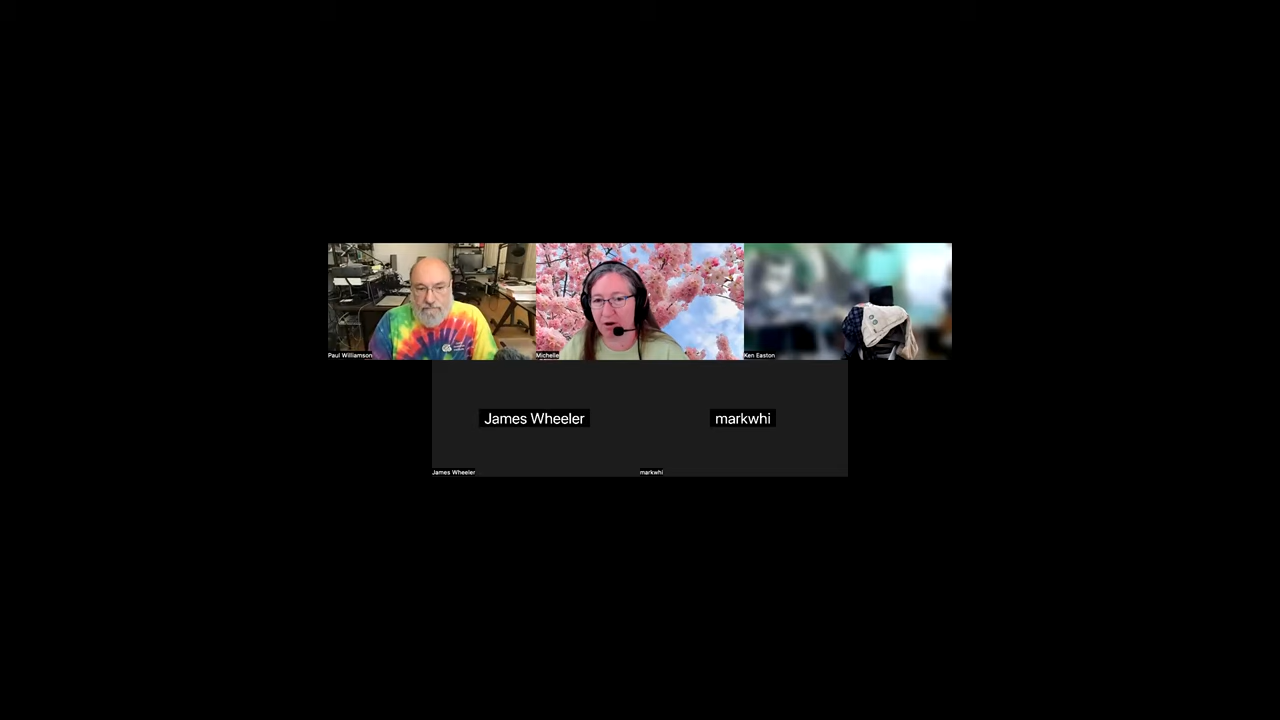 Paul Williamson
Michelle
Ken Easton
James Wheeler
markwhi
James Wheeler
markwhi